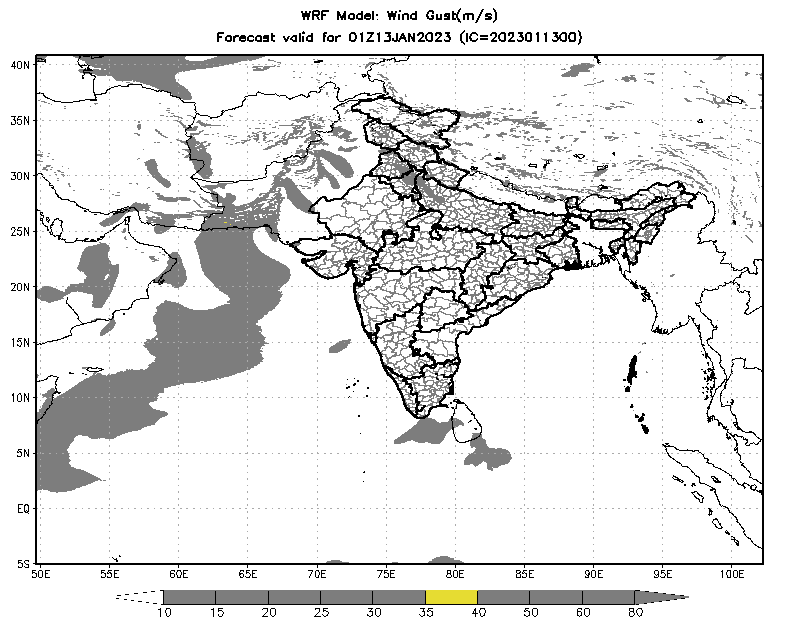 WRF Model: Wind Gust(m/s)
Forecast valid for 01Z13JAN2023 (IC=2023011300)
40N
35N
30N
25N
20N
15N
10N
5N
EQ
5S
50E 55E 60E 65E 70E 75E 80E 85E 90E 95E 100E
10 15 20 25 30 35 40 50 60 80